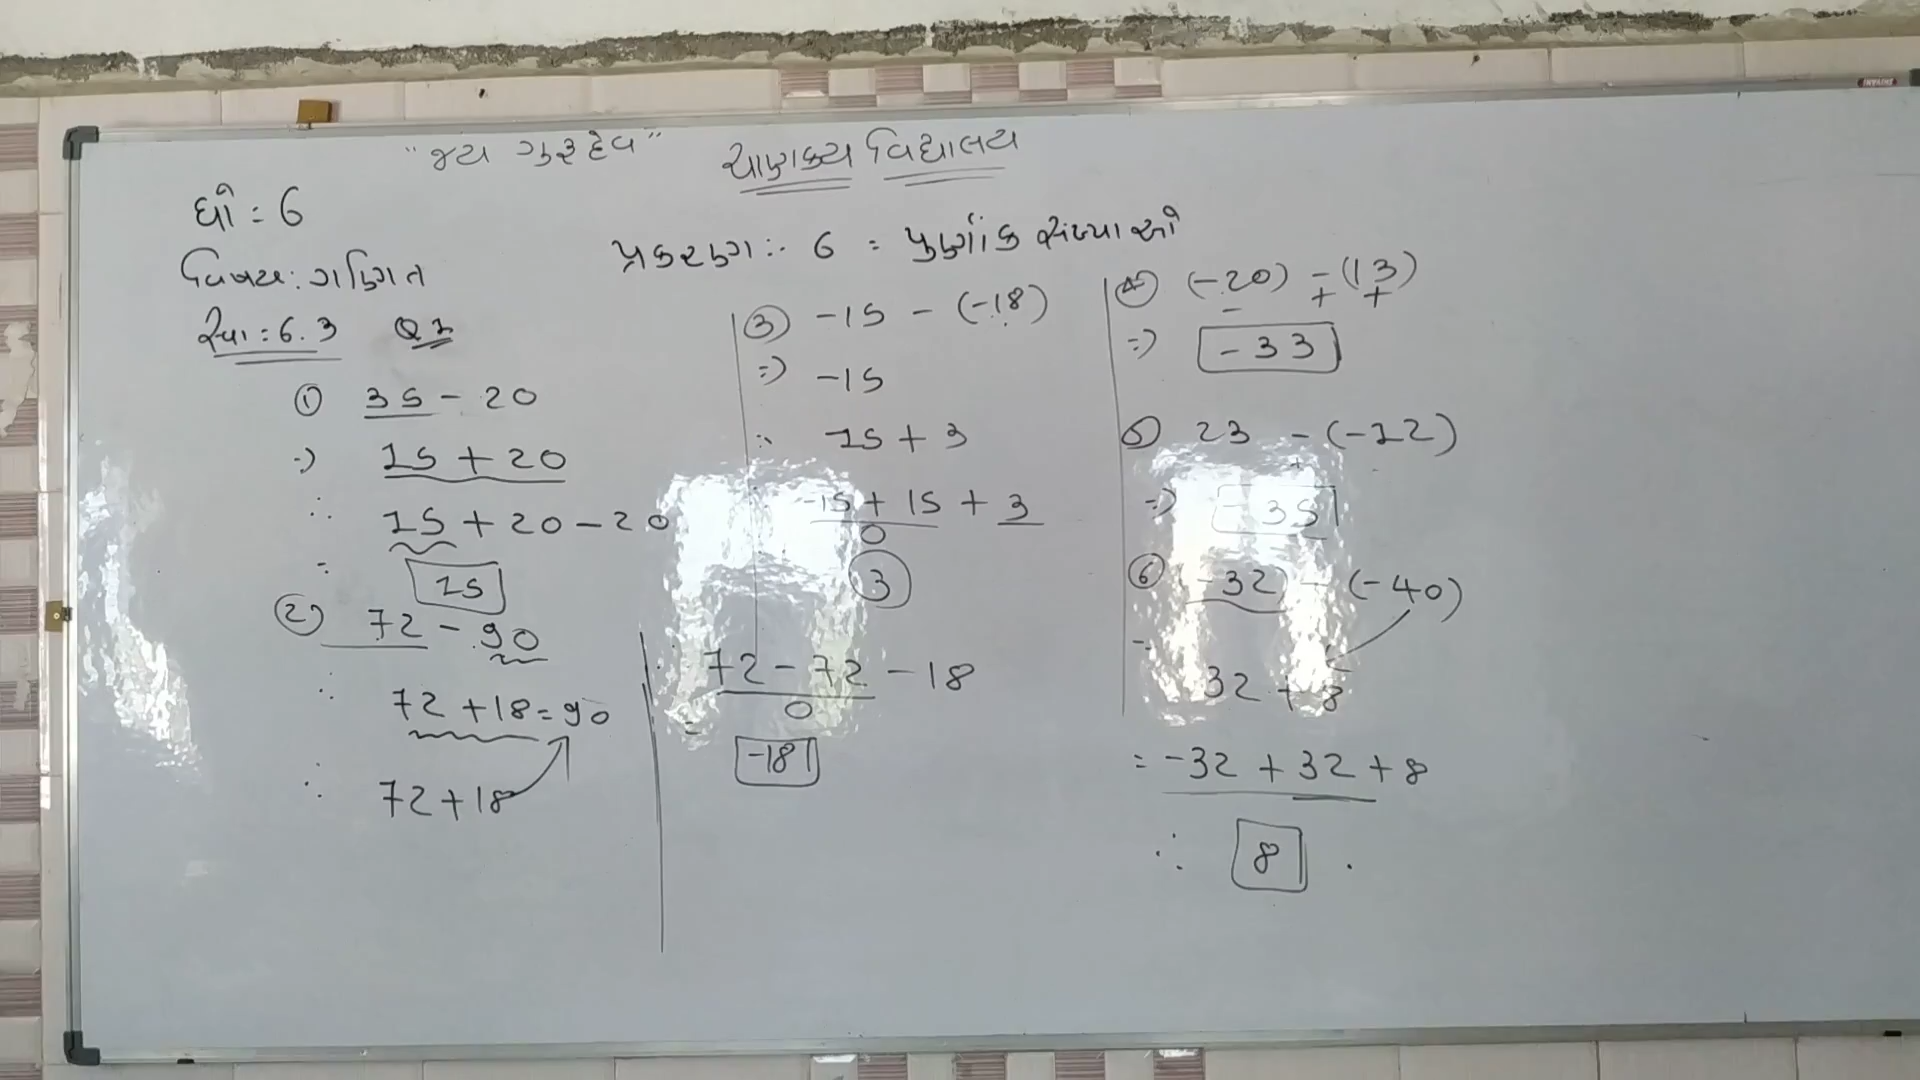 "જય ગુરૂદેવ"
ચાણક્ય વિદ્યાલય
ધો : 6
વિષય : ગણિત
સ્વા : 6.3 Q 1
પ્રકરણ :- 6 : પુર્ણાંક સંખ્યાઓ
① 35 - 20
⇒ 15 + 20
∴ 15 + 20 - 20
= 15
② 72 - 90
∴ 72 + 18 = 90
∴ 72 + 18
∴ 72 - 72 - 18
0
= -18
③ -15 - (-18)
⇒ -15
∴ 15 + 3
-15 + 15 + 3
0
3
④ (-20) - (13)
- + +
⇒ -33
⑤ 23 - (-12)
+
⇒ 35
⑥ (-32) - (-40)
32 + 8
= -32 + 32 + 8
∴ 8